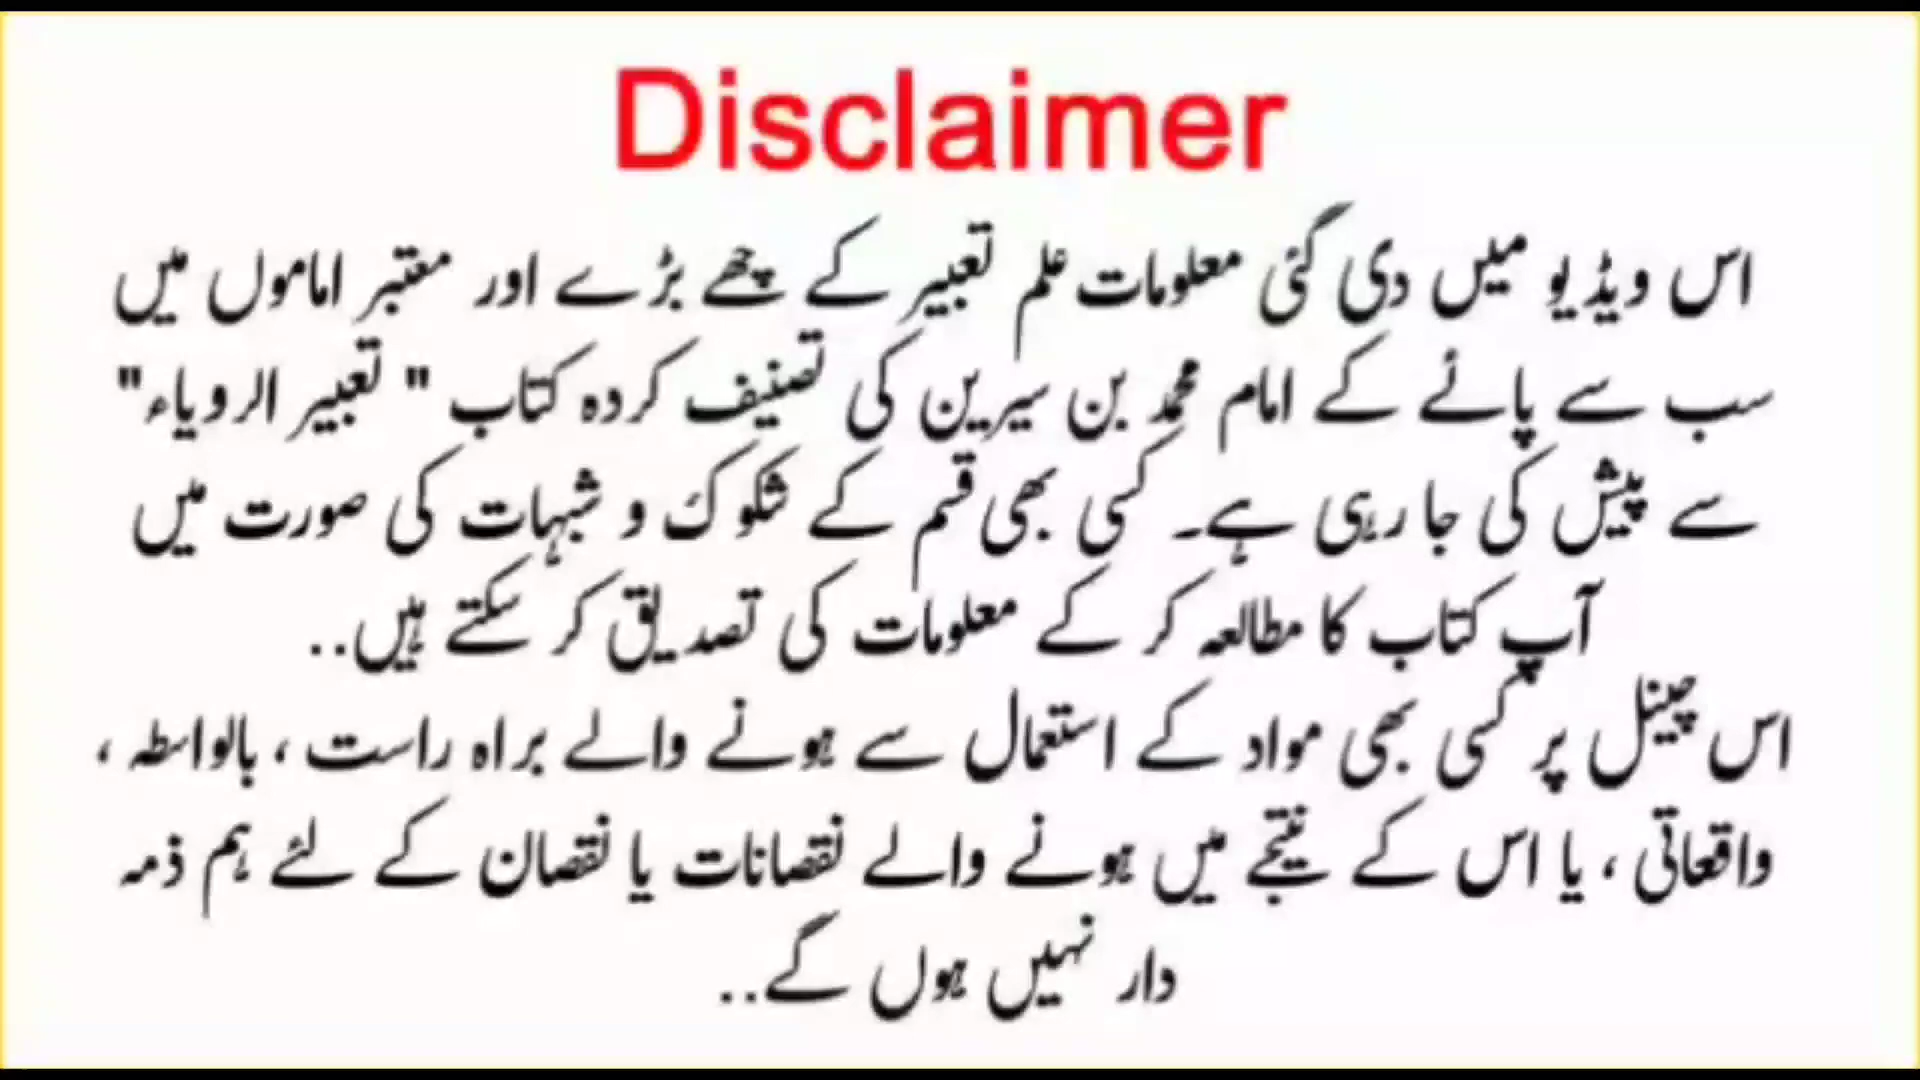 Disclaimer
اس ویڈیو میں دی گئی معلومات علم تعبیر کے چھے بڑے اور معتبر اماموں میں
سب سے پائے کے امام محمد بن سیرین کی تصنیف کردہ کتاب " تعبیر الرویاء"
سے پیش کی جا رہی ہے۔ کسی بھی قسم کے شکوک و شبہات کی صورت میں
آپ کتاب کا مطالعہ کر کے معلومات کی تصدیق کر سکتے ہیں..
اس چینل پر کسی بھی مواد کے استعمال سے ہونے والے براہ راست ، بالواسطہ ،
واقعاتی ، یا اس کے نتیجے میں ہونے والے نقصانات یا نقصان کے لئے ہم ذمہ
دار نہیں ہوں گے..